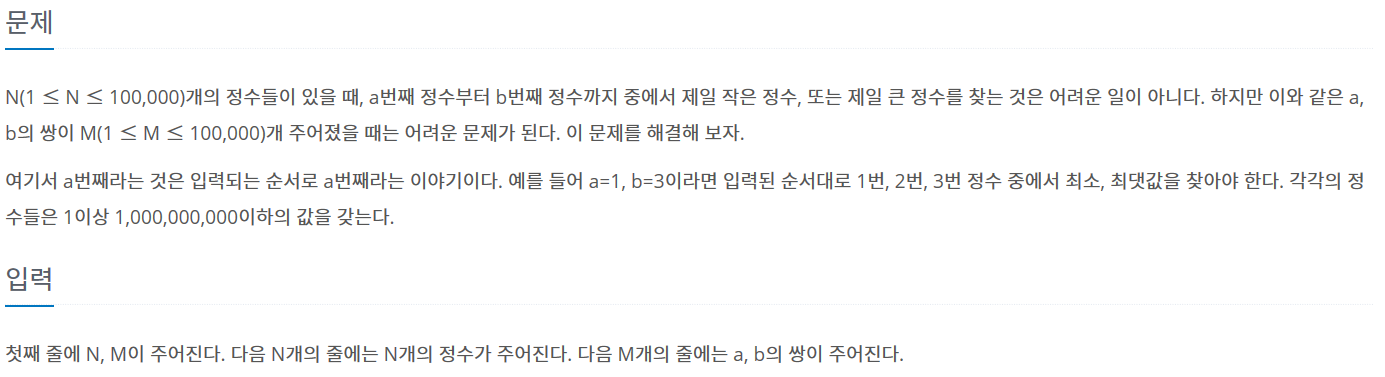 문제
N(1 ≤ N ≤ 100,000)개의 정수들이 있을 때, a번째 정수부터 b번째 정수까지 중에서 제일 작은 정수, 또는 제일 큰 정수를 찾는 것은 어려운 일이 아니다. 하지만 이와 같은 a,
b의 쌍이 M(1 ≤ M ≤ 100,000)개 주어졌을 때는 어려운 문제가 된다. 이 문제를 해결해 보자.
여기서 a번째라는 것은 입력되는 순서로 a번째라는 이야기이다. 예를 들어 a=1, b=3이라면 입력된 순서대로 1번, 2번, 3번 정수 중에서 최소, 최댓값을 찾아야 한다. 각각의 정
수들은 1이상 1,000,000,000이하의 값을 갖는다.
입력
첫째 줄에 N, M이 주어진다. 다음 N개의 줄에는 N개의 정수가 주어진다. 다음 M개의 줄에는 a, b의 쌍이 주어진다.